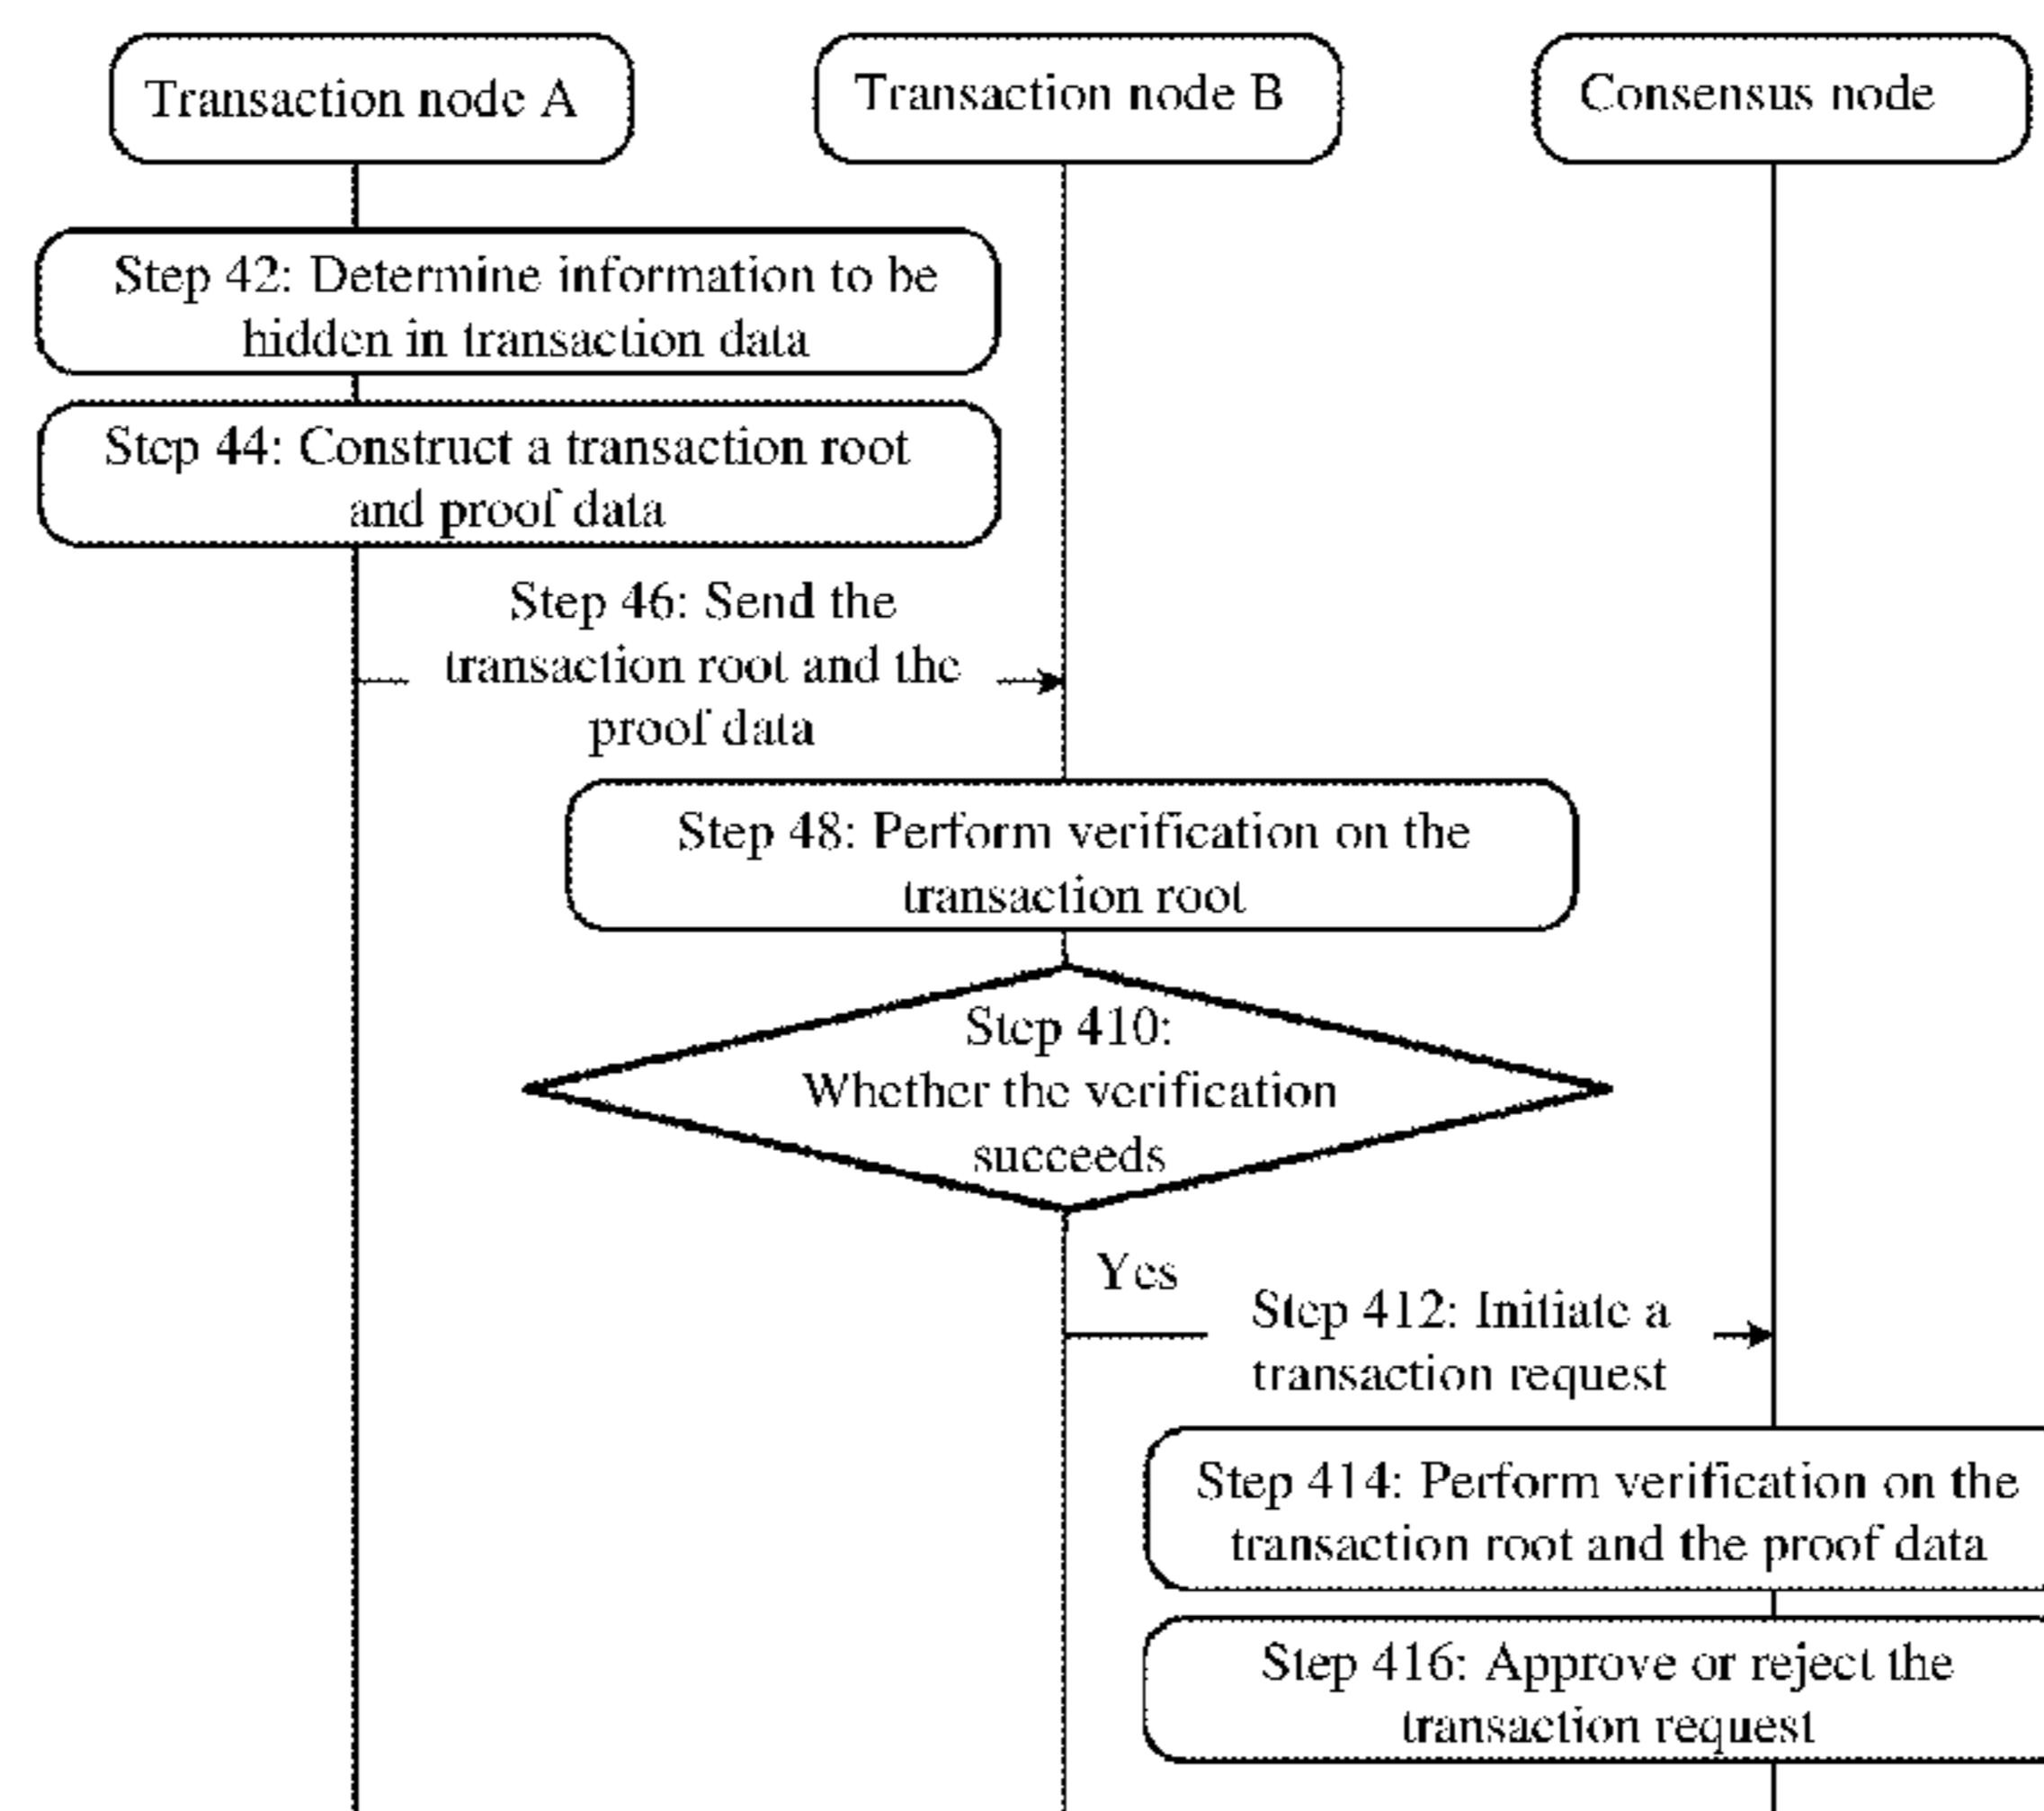 Transaction node A
Transaction node B
Consensus node
Step 42: Determine information to be
hidden in transaction data
Step 44: Construct a transaction root
and proof data
Step 46: Send the
transaction root and the
proof data
Step 48: Perform verification on the
transaction root
Step 410:
Whether the verification
succeeds
Yes
Step 412: Initiate a
transaction request
Step 414: Perform verification on the
transaction root and the proof data
Step 416: Approve or reject the
transaction request